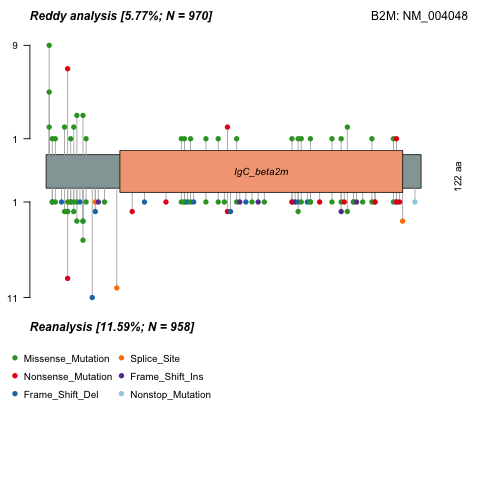 Reddy analysis [5.77%; N = 970]
B2M: NM_004048
9
1
IgC_beta2m
122 aa
1
11
Reanalysis [11.59%; N = 958]
Missense_Mutation
Splice_Site
Nonsense_Mutation
Frame_Shift_Ins
Frame_Shift_Del
Nonstop_Mutation